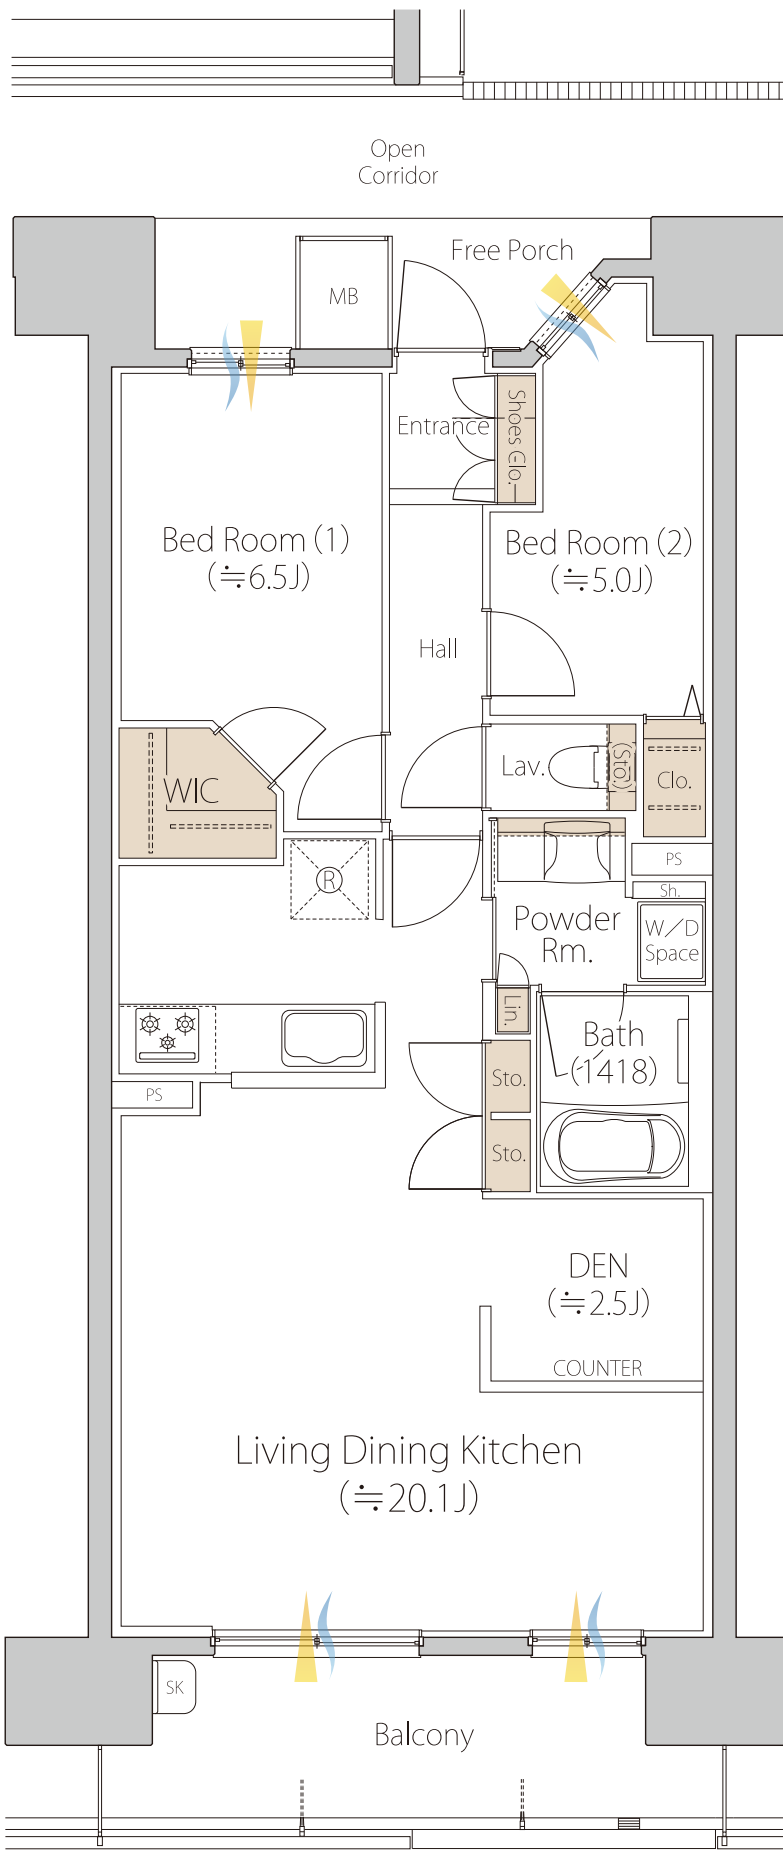 Open
Corridor
Free Porch
MB
Entrance
Shoes Clo.
Bed Room (1)
(≒6.5J)
Bed Room (2)
(≒5.0J)
Hall
WIC
Lav.
(Sto)
Clo.
R
PS
Sh.
Powder
Rm.
W/D
Space
Lin.
Bath
(1418)
Sto.
PS
Sto.
DEN
(≒2.5J)
COUNTER
Living Dining Kitchen
(≒20.1J)
SK
Balcony